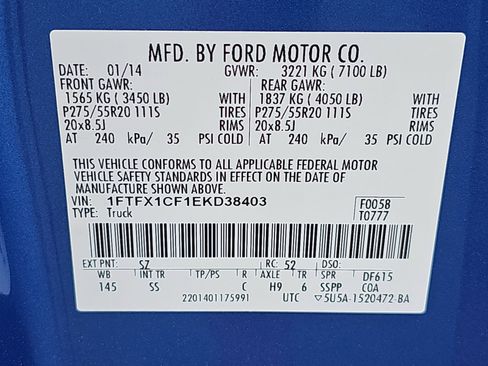 MFD. BY FORD MOTOR CO.
DATE: 01/14 GVWR: 3221 KG ( 7100 LB)
FRONT GAWR: REAR GAWR:
1565 KG ( 3450 LB) WITH 1837 KG ( 4050 LB) WITH
P275/55R20 111S TIRES P275/55R20 111S TIRES
20x8.5J RIMS 20x8.5J RIMS
AT 240 kPa/ 35 PSI COLD AT 240 kPa/ 35 PSI COLD
THIS VEHICLE CONFORMS TO ALL APPLICABLE FEDERAL MOTOR
VEHICLE SAFETY STANDARDS IN EFFECT ON THE DATE OF
MANUFACTURE SHOWN ABOVE.
VIN: 1FTFX1CF1EKD38403 F0058
TYPE: Truck T0777
EXT PNT: SZ RC: 52 DSO:
WB INT TR TP/PS R AXLE TR SPR DF615
145 SS C H9 6 SSPP COA
2201401175991 UTC 5U5A-1520472-BA